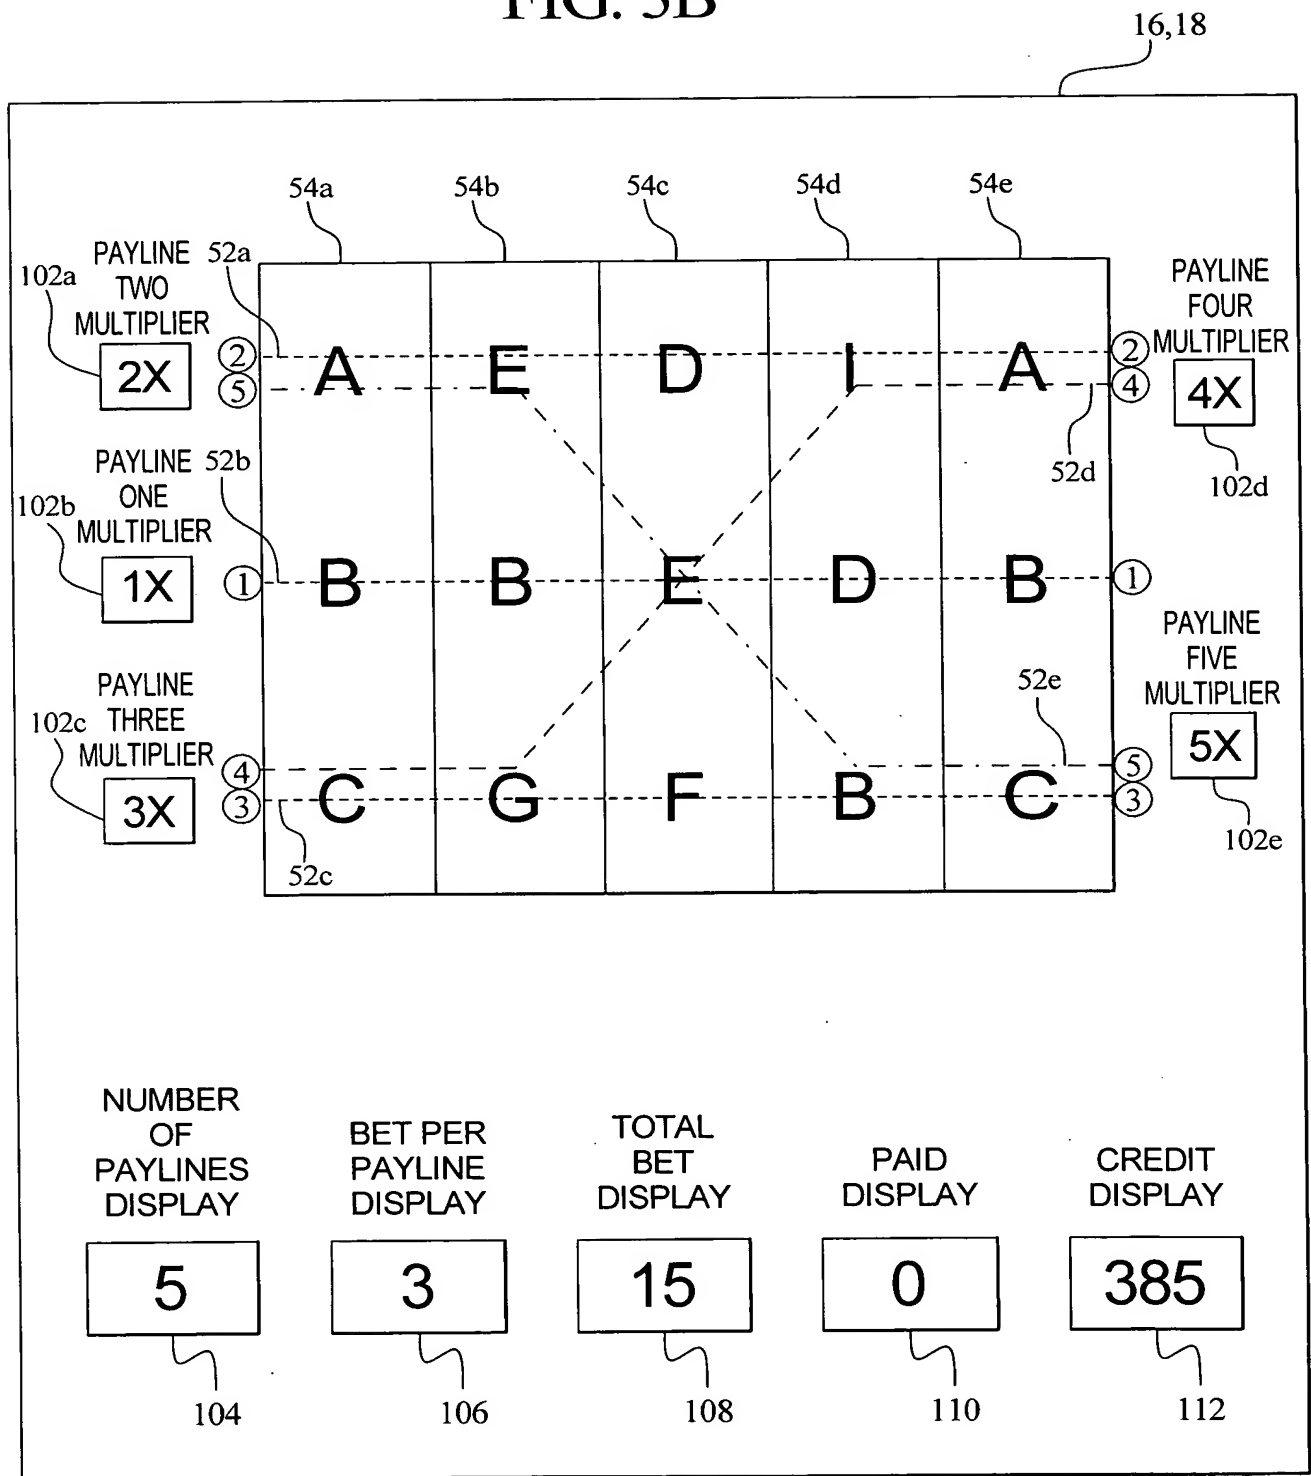 FIG. 5B
16,18
54a 54b 54c 54d 54e
PAYLINE
TWO
MULTIPLIER
102a
2X
52a
② A E D I A ②
⑤ ④
PAYLINE
FOUR
MULTIPLIER
4X
52d
102d
PAYLINE
ONE
MULTIPLIER
102b
1X
52b
① B B E D B ①
PAYLINE
FIVE
MULTIPLIER
5X
52e
102e
PAYLINE
THREE
MULTIPLIER
102c
3X
④ ⑤
③ C G F B C ③
52c
NUMBER
OF
PAYLINES
DISPLAY
5
104
BET PER
PAYLINE
DISPLAY
3
106
TOTAL
BET
DISPLAY
15
108
PAID
DISPLAY
0
110
CREDIT
DISPLAY
385
112